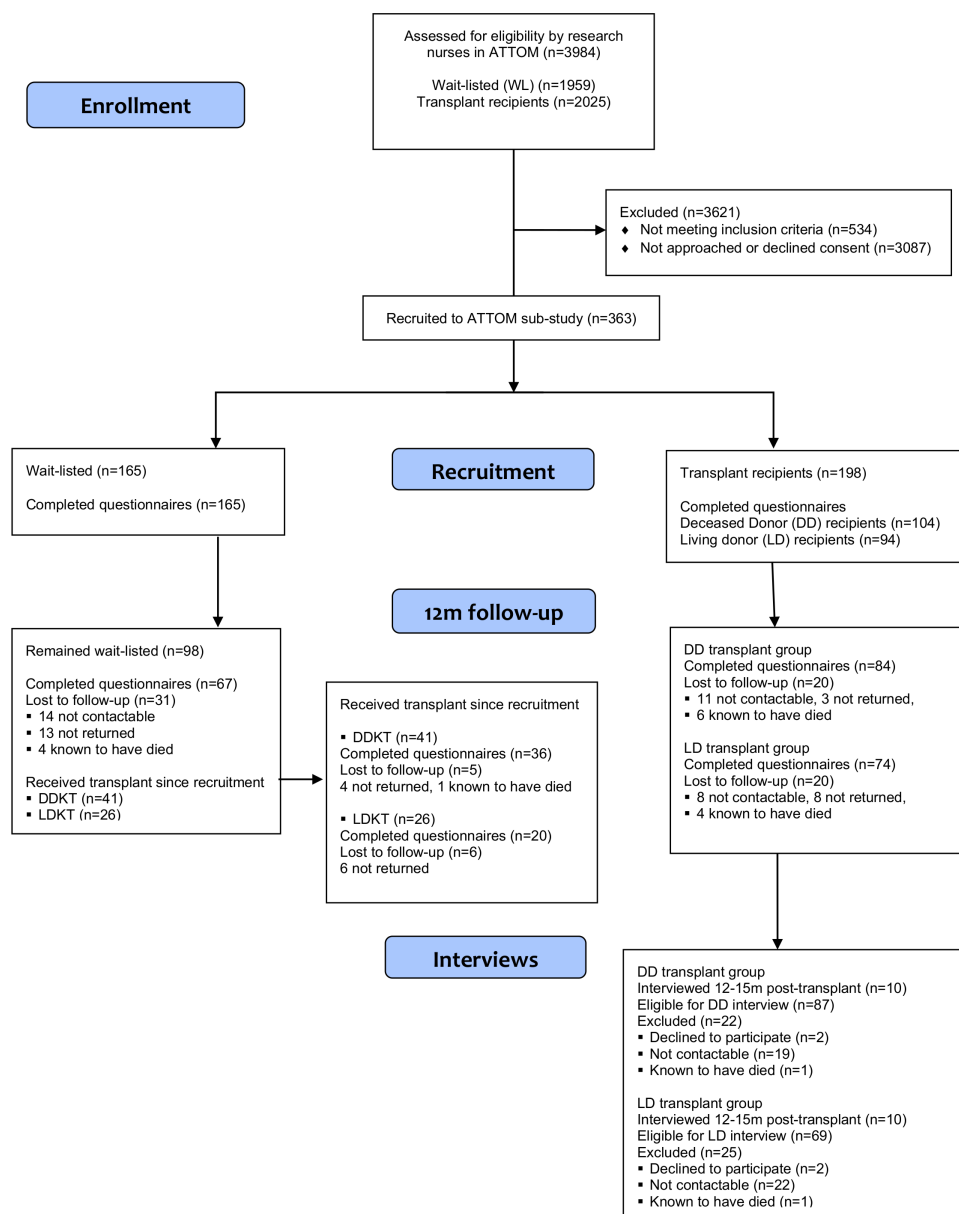 Assessed for eligibility by research
nurses in ATTOM (n=3984)
Wait-listed (WL) (n=1959)
Transplant recipients (n=2025)
Enrollment
Excluded (n=3621)
♦ Not meeting inclusion criteria (n=534)
♦ Not approached or declined consent (n=3087)
Recruited to ATTOM sub-study (n=363)
Wait-listed (n=165)
Completed questionnaires (n=165)
Recruitment
Transplant recipients (n=198)
Completed questionnaires
Deceased Donor (DD) recipients (n=104)
Living donor (LD) recipients (n=94)
12m follow-up
Remained wait-listed (n=98)
Completed questionnaires (n=67)
Lost to follow-up (n=31)
▪ 14 not contactable
▪ 13 not returned
▪ 4 known to have died
Received transplant since recruitment
▪ DDKT (n=41)
▪ LDKT (n=26)
Received transplant since recruitment
▪ DDKT (n=41)
Completed questionnaires (n=36)
Lost to follow-up (n=5)
4 not returned, 1 known to have died
▪ LDKT (n=26)
Completed questionnaires (n=20)
Lost to follow-up (n=6)
6 not returned
DD transplant group
Completed questionnaires (n=84)
Lost to follow-up (n=20)
▪ 11 not contactable, 3 not returned,
▪ 6 known to have died
LD transplant group
Completed questionnaires (n=74)
Lost to follow-up (n=20)
▪ 8 not contactable, 8 not returned,
▪ 4 known to have died
Interviews
DD transplant group
Interviewed 12-15m post-transplant (n=10)
Eligible for DD interview (n=87)
Excluded (n=22)
▪ Declined to participate (n=2)
▪ Not contactable (n=19)
▪ Known to have died (n=1)
LD transplant group
Interviewed 12-15m post-transplant (n=10)
Eligible for LD interview (n=69)
Excluded (n=25)
▪ Declined to participate (n=2)
▪ Not contactable (n=22)
▪ Known to have died (n=1)